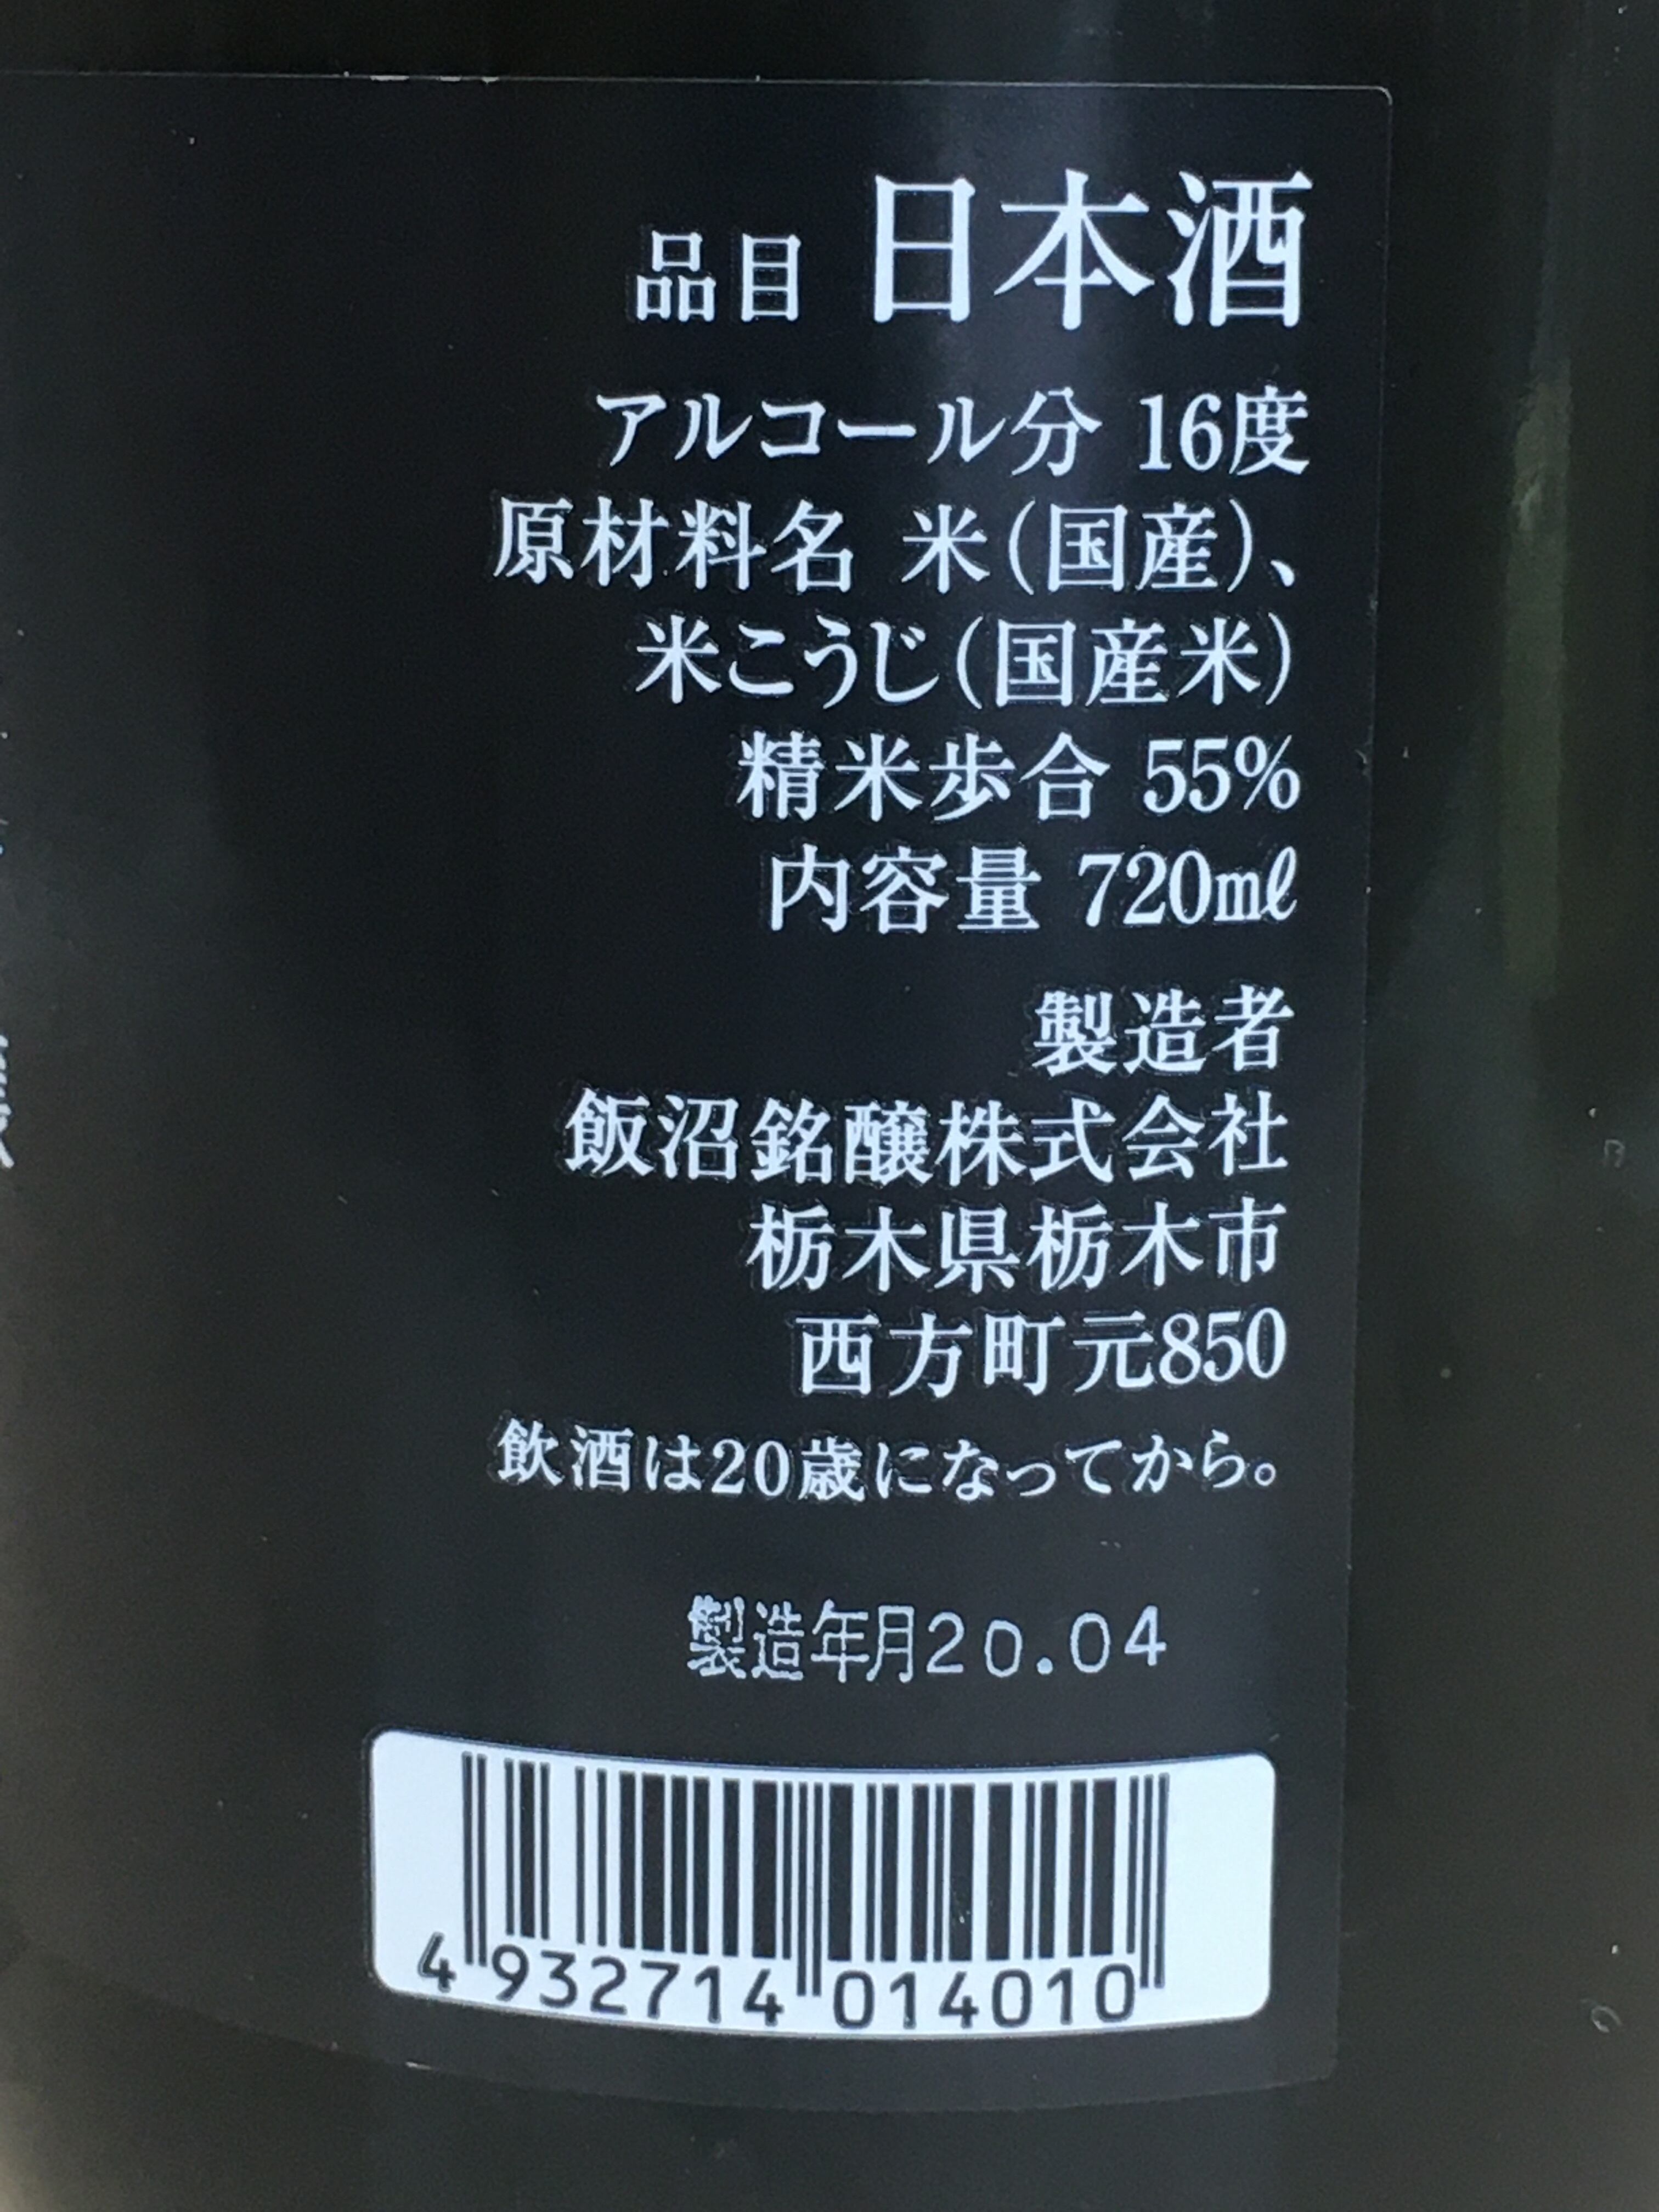 品目 日本酒
アルコール分 16度
原材料名 米(国産)、
米こうじ(国産米)
精米歩合 55%
内容量 720mℓ
製造者
飯沼銘醸株式会社
栃木県栃木市
西方町元850
飲酒は20歳になってから。
製造年月20.04
4 932714 014010